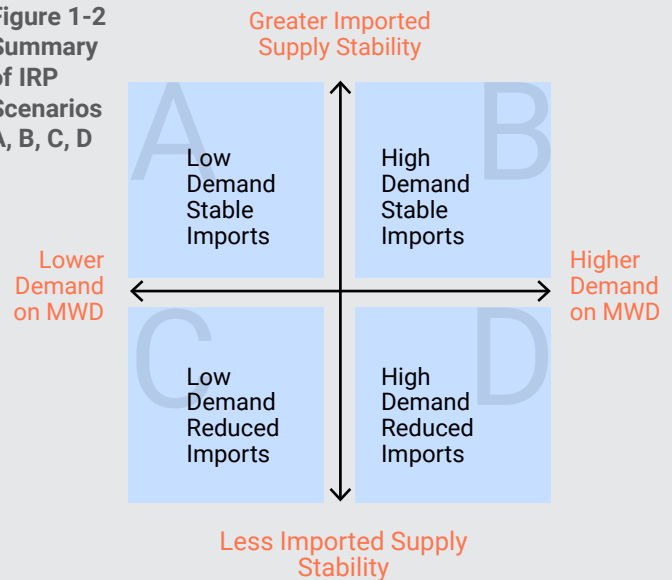 Figure 1-2
Summary
of IRP
Scenarios
A, B, C, D
Greater Imported
Supply Stability
A
Low
Demand
Stable
Imports
B
High
Demand
Stable
Imports
Lower
Demand
on MWD
Higher
Demand
on MWD
C
Low
Demand
Reduced
Imports
D
High
Demand
Reduced
Imports
Less Imported Supply
Stability